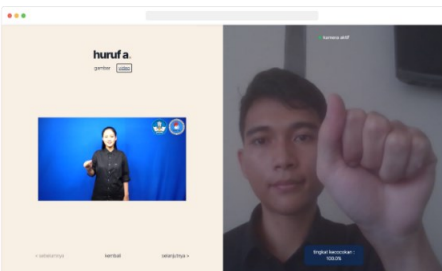 huruf a.
gambar video
< sebelumnya kembali selanjutnya >
kamera aktif
tingkat kecocokan :
100.0%